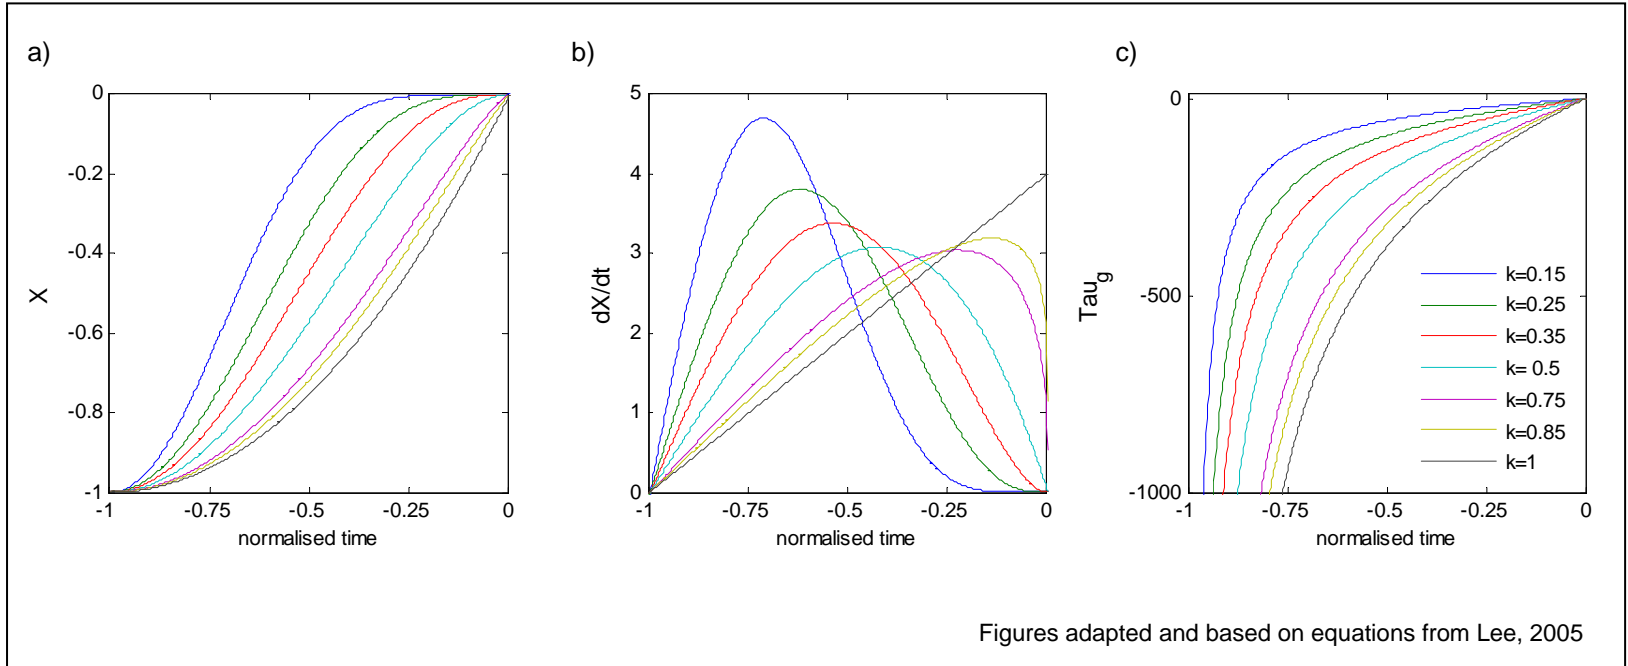 a)
0
-0.2
-0.4
-0.6
-0.8
-1
X
-1 -0.75 -0.5 -0.25 0
normalised time
b)
5
4
3
2
1
0
dX/dt
-1 -0.75 -0.5 -0.25 0
normalised time
c)
0
-500
-1000
Tau_g
-1 -0.75 -0.5 -0.25 0
normalised time
k=0.15
k=0.25
k=0.35
k= 0.5
k=0.75
k=0.85
k=1
Figures adapted and based on equations from Lee, 2005